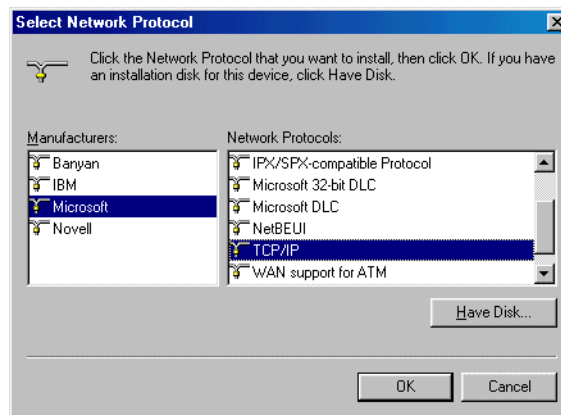 Select Network Protocol
Click the Network Protocol that you want to install, then click OK. If you have
an installation disk for this device, click Have Disk.
Manufacturers:
Banyan
IBM
Microsoft
Novell
Network Protocols:
IPX/SPX-compatible Protocol
Microsoft 32-bit DLC
Microsoft DLC
NetBEUI
TCP/IP
WAN support for ATM
Have Disk...
OK
Cancel